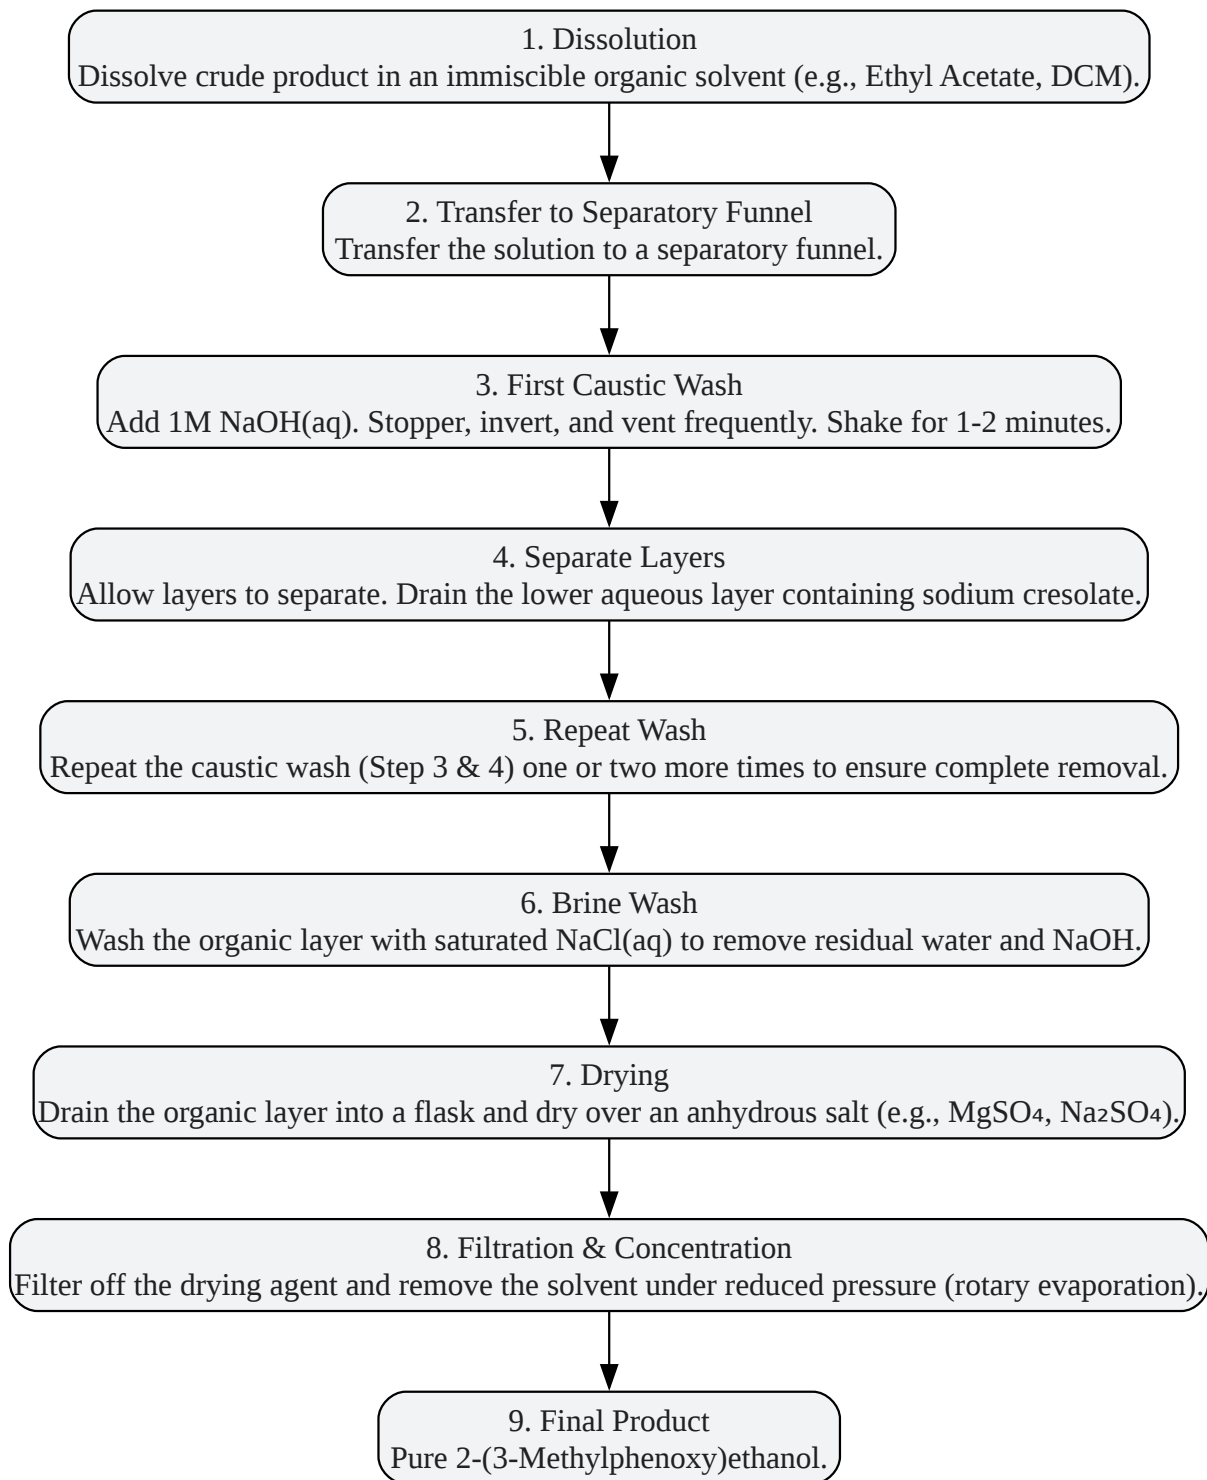 1. Dissolution
Dissolve crude product in an immiscible organic solvent (e.g., Ethyl Acetate, DCM).
2. Transfer to Separatory Funnel
Transfer the solution to a separatory funnel.
3. First Caustic Wash
Add 1M NaOH(aq). Stopper, invert, and vent frequently. Shake for 1-2 minutes.
4. Separate Layers
Allow layers to separate. Drain the lower aqueous layer containing sodium cresolate.
5. Repeat Wash
Repeat the caustic wash (Step 3 & 4) one or two more times to ensure complete removal.
6. Brine Wash
Wash the organic layer with saturated NaCl(aq) to remove residual water and NaOH.
7. Drying
Drain the organic layer into a flask and dry over an anhydrous salt (e.g., MgSO₄, Na₂SO₄).
8. Filtration & Concentration
Filter off the drying agent and remove the solvent under reduced pressure (rotary evaporation).
9. Final Product
Pure 2-(3-Methylphenoxy)ethanol.